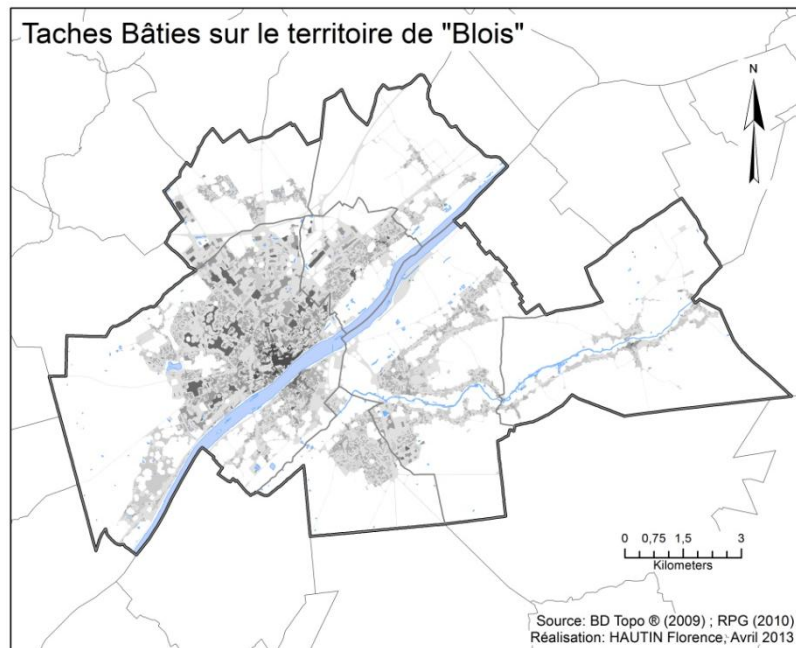 Taches Bâties sur le territoire de "Blois"
N
0 0,75 1,5 3
Kilometers
Source: BD Topo ® (2009) ; RPG (2010)
Réalisation: HAUTIN Florence, Avril 2013